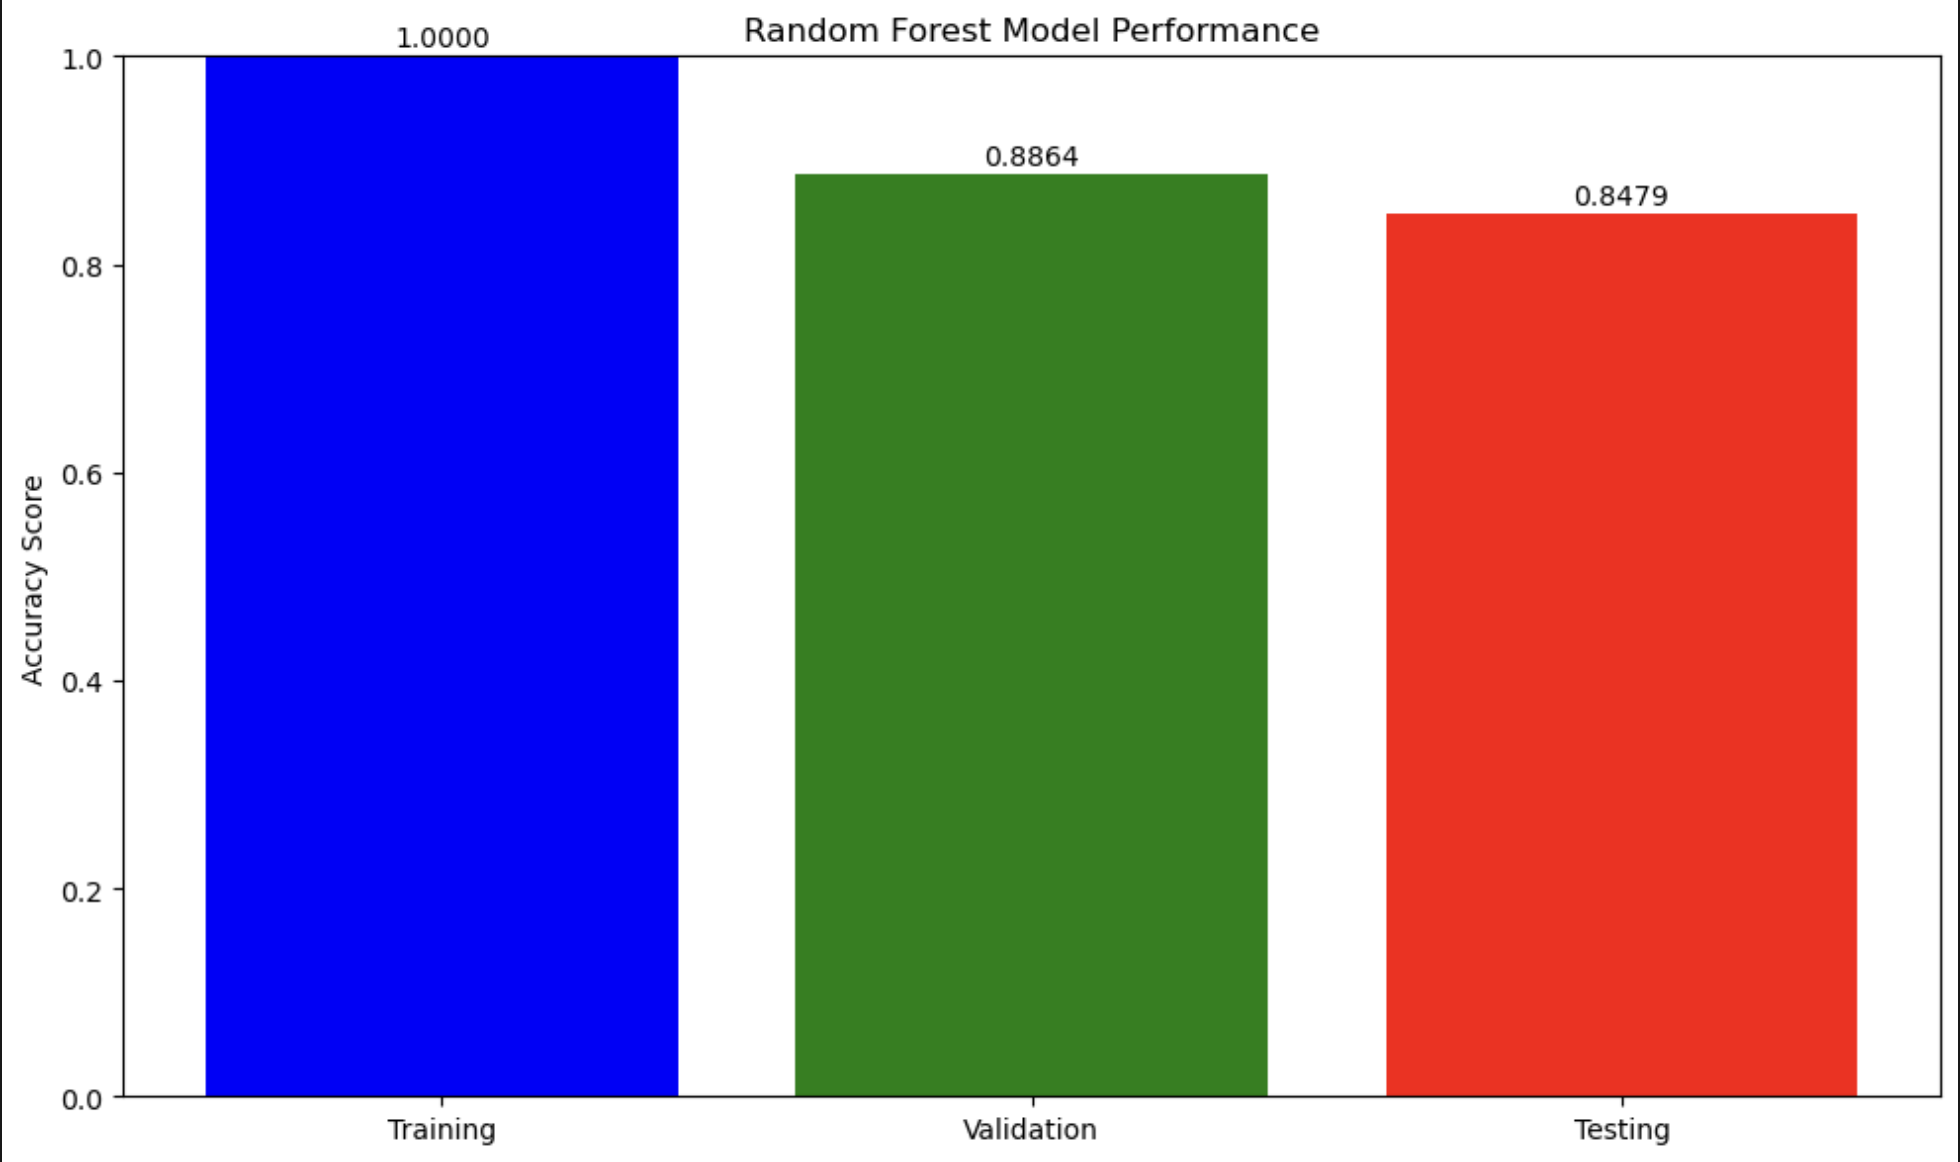 Random Forest Model Performance
1.0000
0.8864
0.8479
1.0
0.8
0.6
0.4
0.2
0.0
Accuracy Score
Training
Validation
Testing